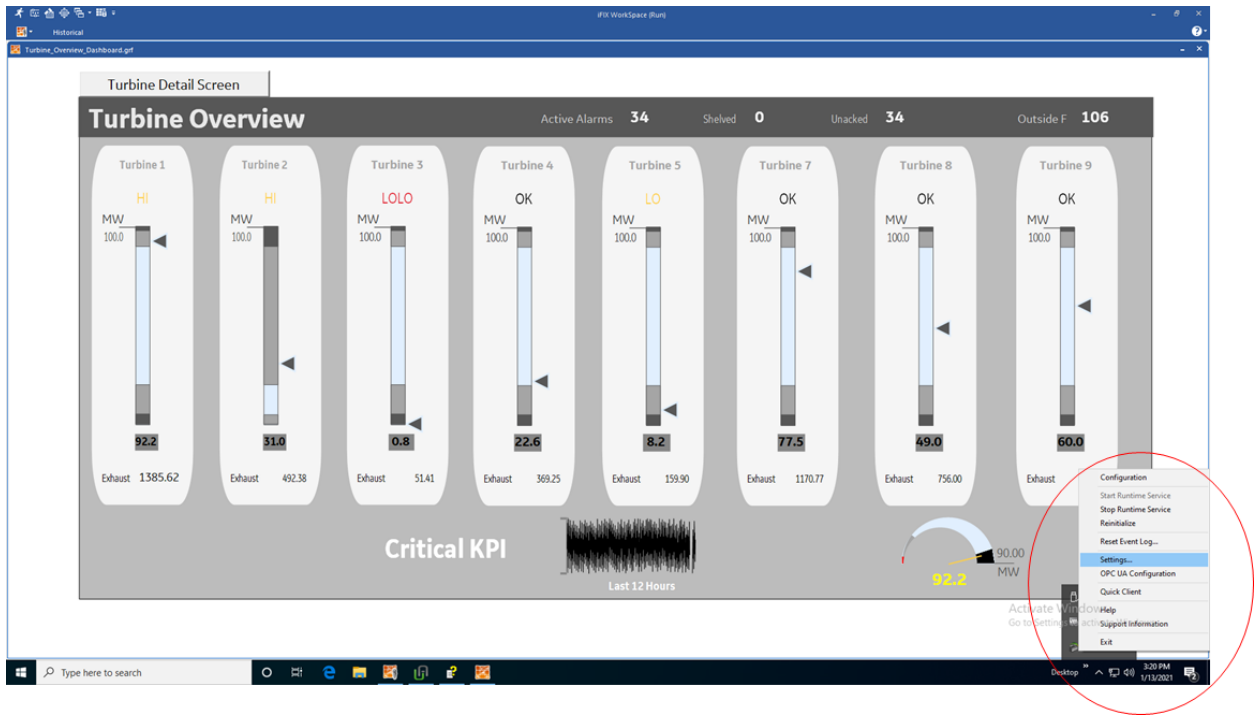 iFIX WorkSpace (Run)
Historical
Turbine_Overview_Dashboard.grf
Turbine Detail Screen
Turbine Overview
Active Alarms 34 Shelved 0 Unacked 34 Outside F 106
Turbine 1 Turbine 2 Turbine 3 Turbine 4 Turbine 5 Turbine 7 Turbine 8 Turbine 9
HI HI LOLO OK LO OK OK OK
MW MW MW MW MW MW MW MW
100.0 100.0 100.0 100.0 100.0 100.0 100.0 100.0
92.2 31.0 0.8 22.6 8.2 77.5 49.0 60.0
Exhaust 1385.62 Exhaust 492.38 Exhaust 51.41 Exhaust 369.25 Exhaust 159.90 Exhaust 1170.77 Exhaust 756.00 Exhaust
Configuration
Start Runtime Service
Stop Runtime Service
Reinitialize
Reset Event Log...
Settings...
OPC UA Configuration
Quick Client
Help
Support Information
Exit
Critical KPI
Last 12 Hours
90.00
MW
92.2
Activate Window
Go to Settings
Type here to search
Desktop
3:20 PM
1/13/2021
2